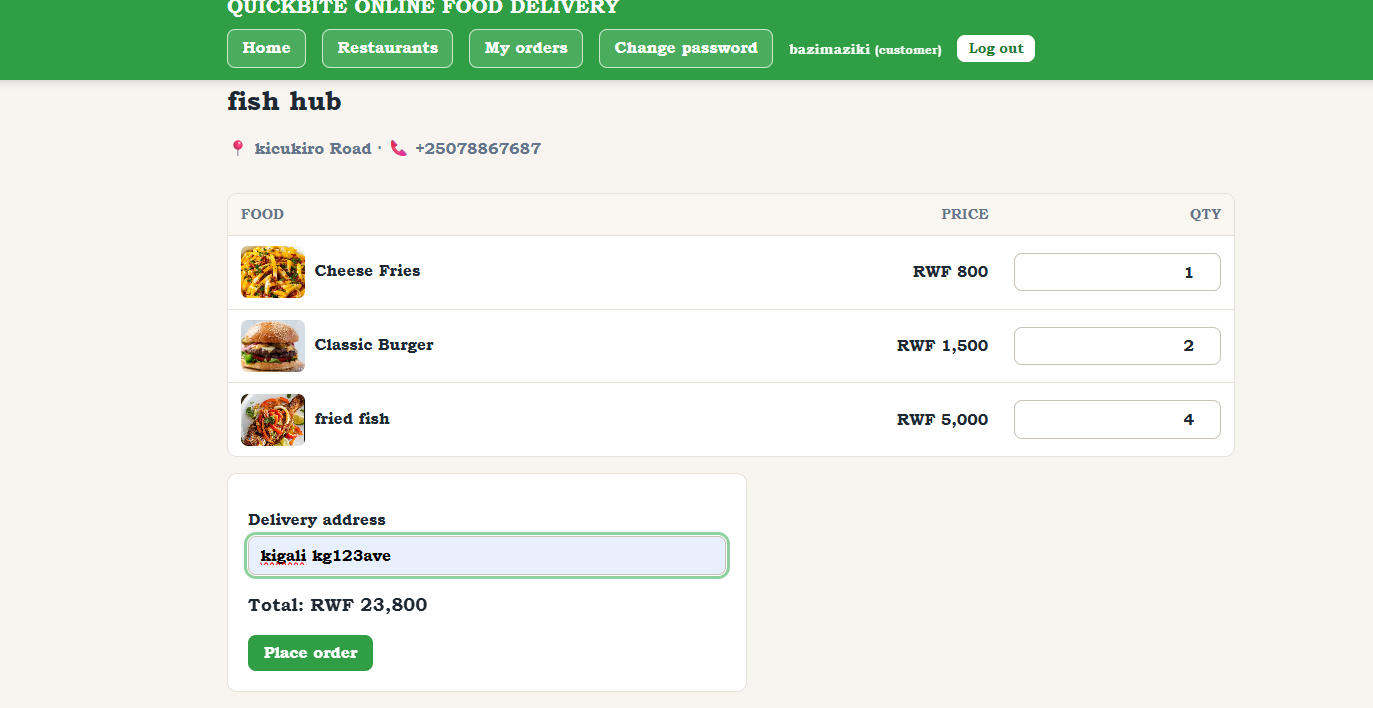 QUICKBITE ONLINE FOOD DELIVERY
Home Restaurants My orders Change password bazimaziki (customer) Log out
fish hub
kicukiro Road · +25078867687
FOOD PRICE QTY
Cheese Fries RWF 800 1
Classic Burger RWF 1,500 2
fried fish RWF 5,000 4
Delivery address
kigali kg123ave
Total: RWF 23,800
Place order